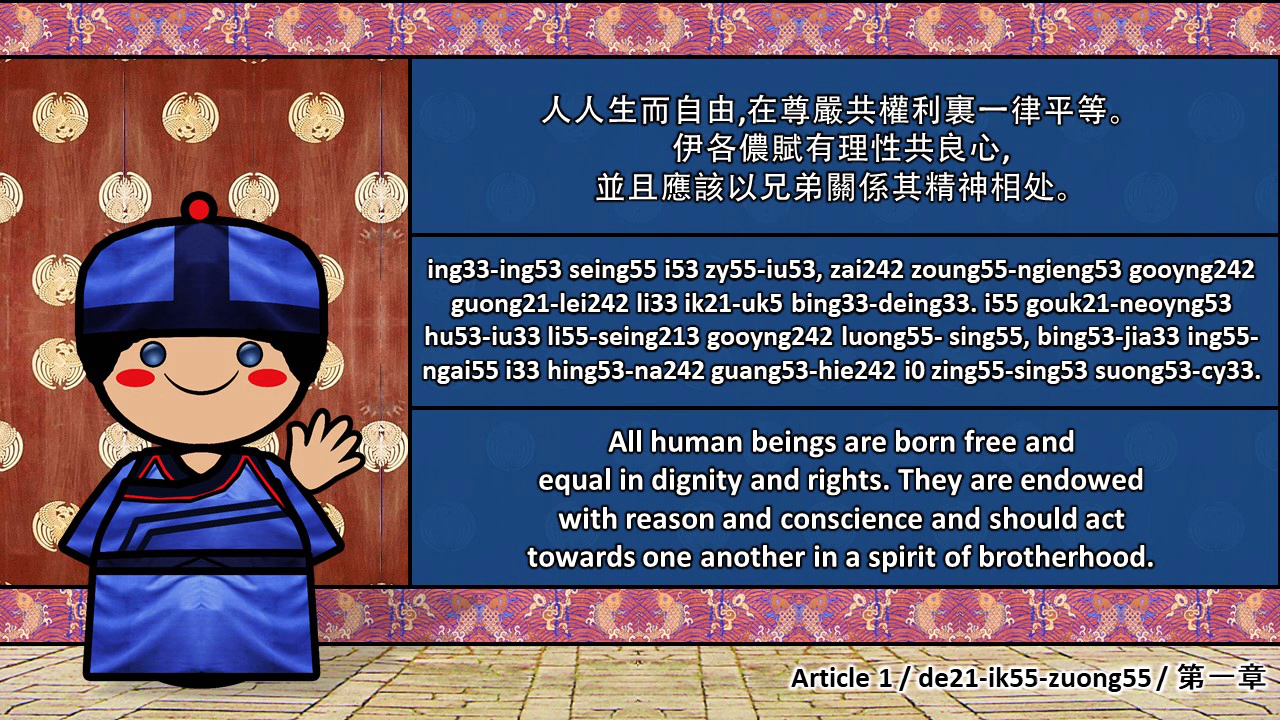 人人生而自由,在尊嚴共權利裏一律平等。
伊各儂賦有理性共良心,
並且應該以兄弟關係其精神相处。
ing33-ing53 seing55 i53 zy55-iu53, zai242 zoung55-ngieng53 gooyng242
guong21-lei242 li33 ik21-uk5 bing33-deing33. i55 gouk21-neoyng53
hu53-iu33 li55-seing213 gooyng242 luong55- sing55, bing53-jia33 ing55-
ngai55 i33 hing53-na242 guang53-hie242 i0 zing55-sing53 suong53-cy33.
All human beings are born free and
equal in dignity and rights. They are endowed
with reason and conscience and should act
towards one another in a spirit of brotherhood.
Article 1 / de21-ik55-zuong55 / 第一章